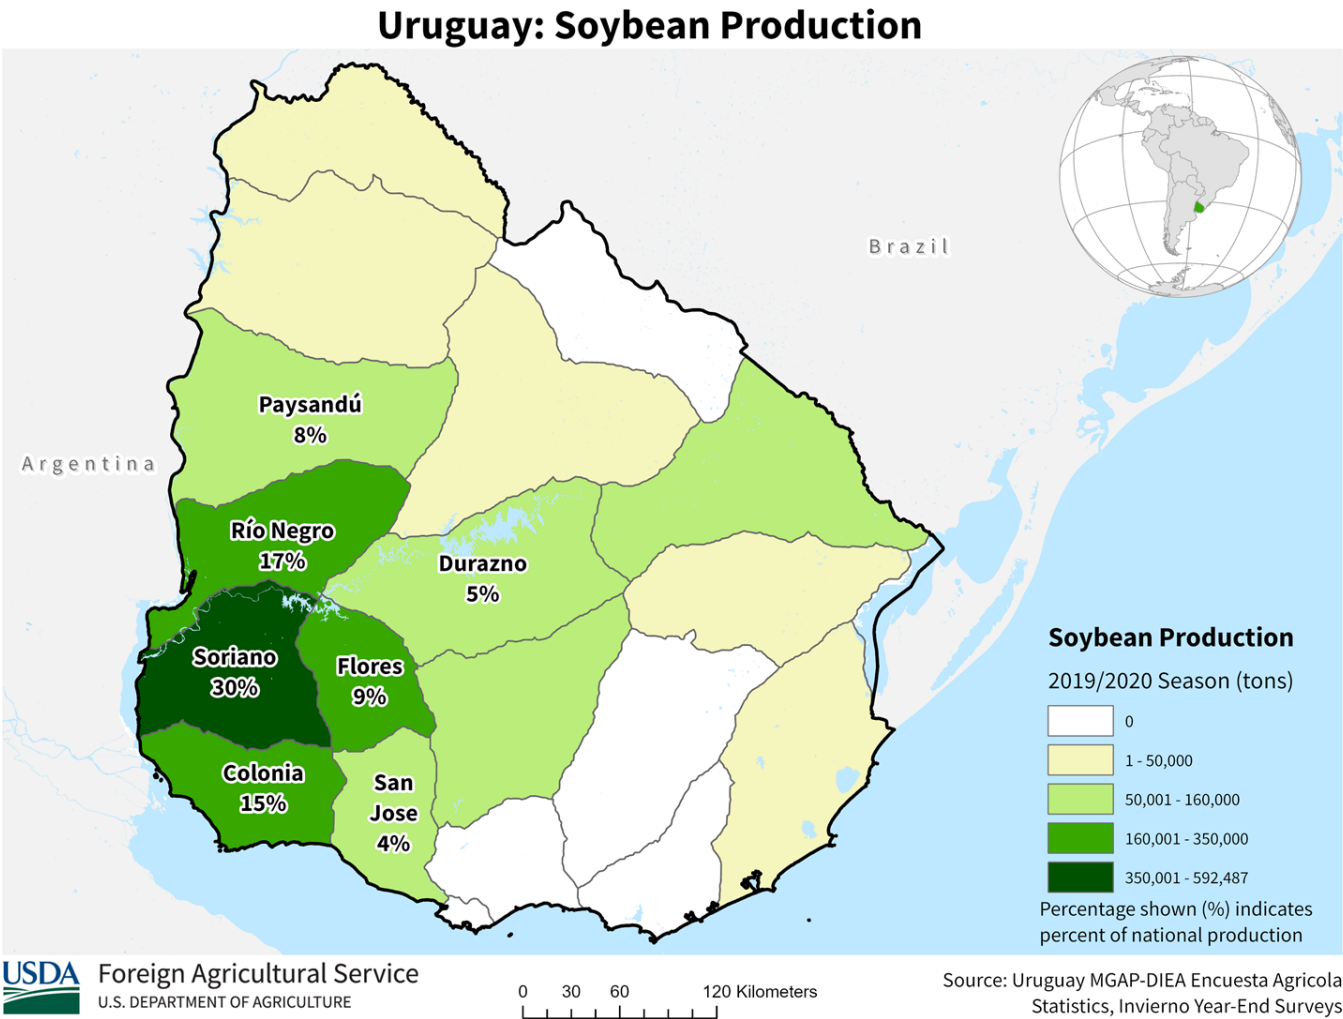 Uruguay: Soybean Production
Brazil
Argentina
Paysandú
8%
Río Negro
17%
Durazno
5%
Soriano
30%
Flores
9%
Colonia
15%
San
Jose
4%
Soybean Production
2019/2020 Season (tons)
0
1 - 50,000
50,001 - 160,000
160,001 - 350,000
350,001 - 592,487
Percentage shown (%) indicates
percent of national production
USDA
Foreign Agricultural Service
U.S. DEPARTMENT OF AGRICULTURE
0 30 60 120 Kilometers
Source: Uruguay MGAP-DIEA Encuesta Agricola
Statistics, Invierno Year-End Surveys